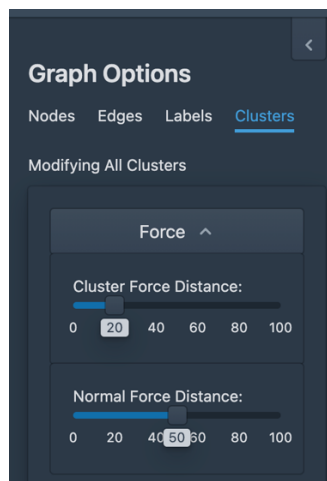 Graph Options
Nodes Edges Labels Clusters
Modifying All Clusters
Force
Cluster Force Distance:
0 20 40 60 80 100
Normal Force Distance:
0 20 40 50 60 80 100